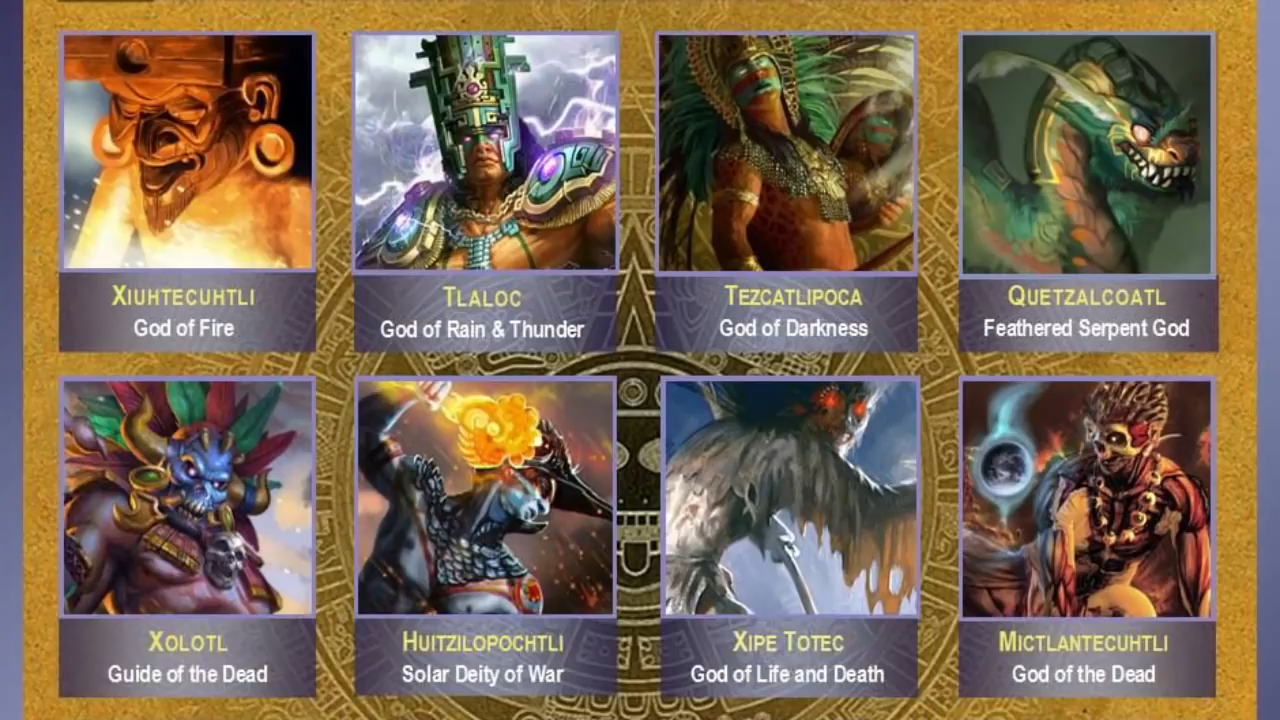 XIUHTECUHTLI
God of Fire
TLALOC
God of Rain & Thunder
TEZCATLIPOCA
God of Darkness
QUETZALCOATL
Feathered Serpent God
XOLOTL
Guide of the Dead
HUITZILOPOCHTLI
Solar Deity of War
XIPE TOTEC
God of Life and Death
MICTLANTECUHTLI
God of the Dead